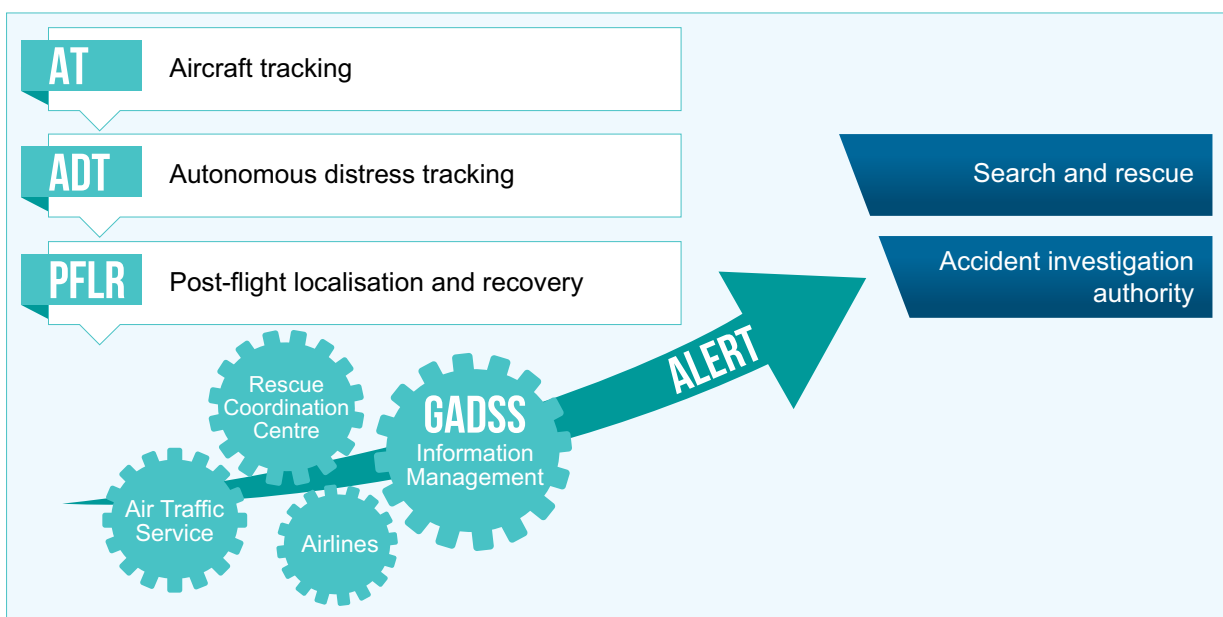 AT
Aircraft tracking
ADT
Autonomous distress tracking
PFLR
Post-flight localisation and recovery
Search and rescue
Accident investigation
authority
ALERT
Rescue
Coordination
Centre
GADSS
Information
Management
Air Traffic
Service
Airlines